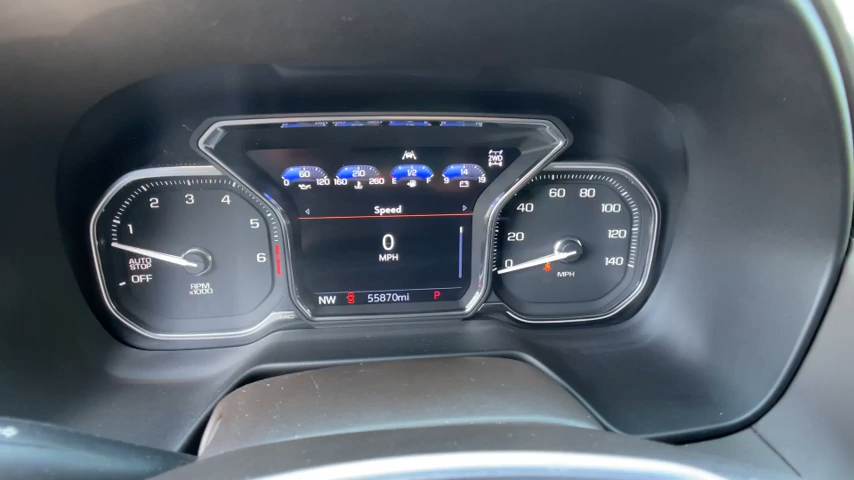 1 2 3 4 5 6
AUTO
STOP
OFF
RPM
x1000
2WD
60 210 1/2 14
0 120 160 260 E F 9 19
Speed
0
MPH
NW 55870mi P
0 20 40 60 80 100 120 140
MPH